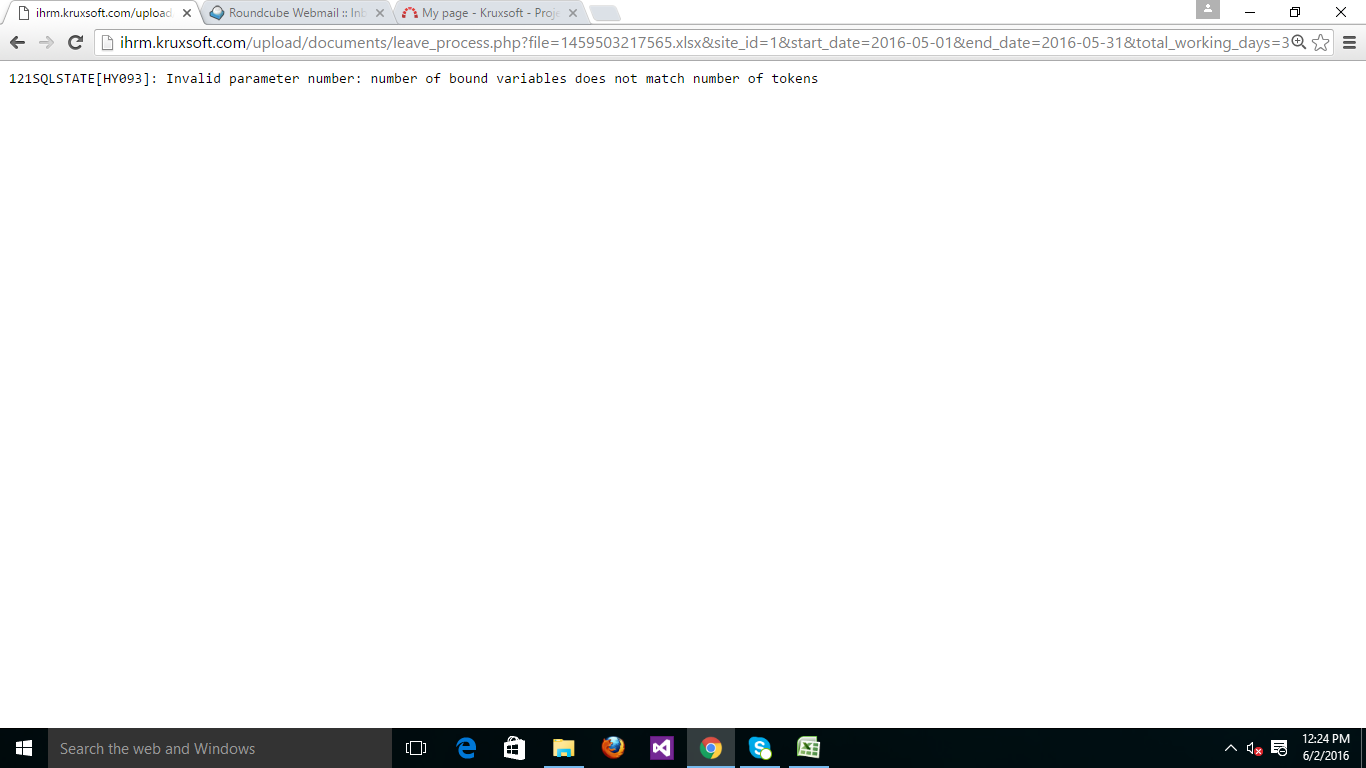 ihrm.kruxsoft.com/upload
Roundcube Webmail :: Inb
My page - Kruxsoft - Proje
ihrm.kruxsoft.com/upload/documents/leave_process.php?file=1459503217565.xlsx&site_id=1&start_date=2016-05-01&end_date=2016-05-31&total_working_days=3
121SQLSTATE[HY093]: Invalid parameter number: number of bound variables does not match number of tokens
Search the web and Windows
12:24 PM
6/2/2016